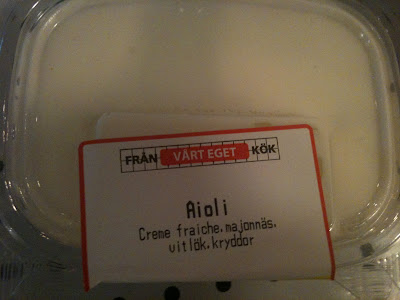 FRÅN VÅRT EGET KÖK
Aioli
Creme fraiche, majonnäs,
vitlök, kryddor